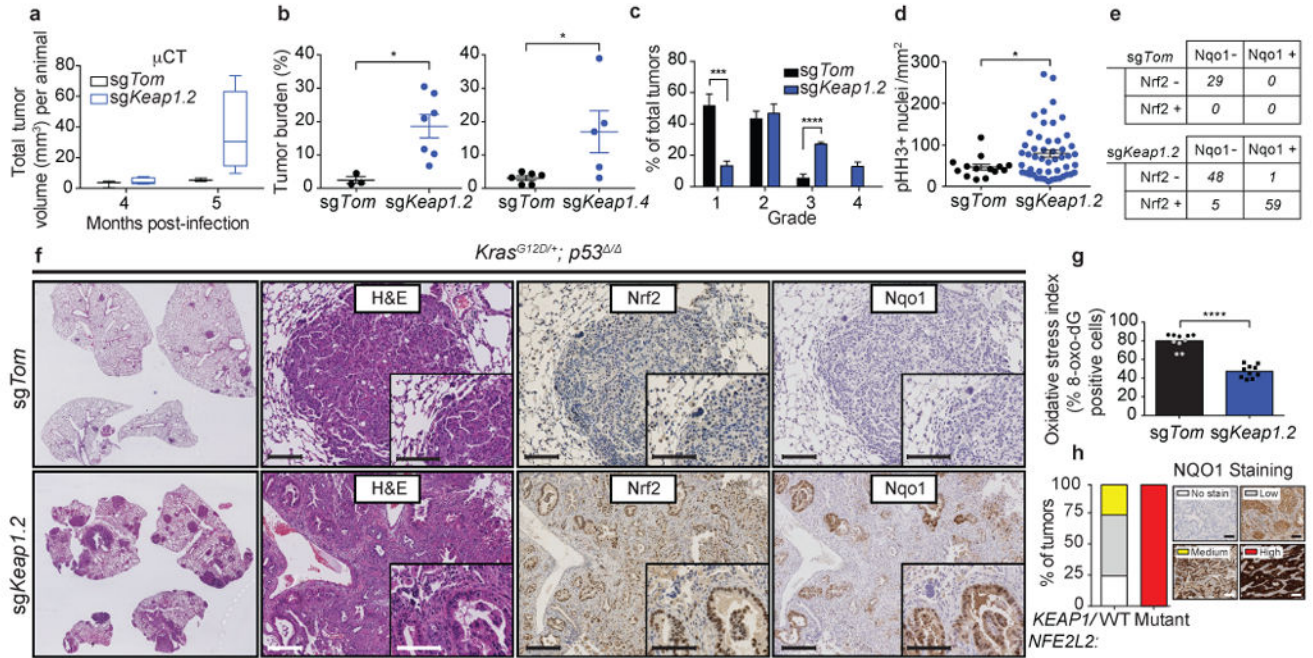 a
μCT
sgTom
sgKeap1.2
Total tumor
volume (mm³) per animal
80
60
40
20
0
4
5
Months post-infection
b
Tumor burden (%)
40
30
20
10
0
*
sgTom
sgKeap1.2
40
30
20
10
0
*
sgTom
sgKeap1.4
c
% of total tumors
80
60
40
20
0
sgTom
sgKeap1.2
***
****
1
2
3
4
Grade
d
pHH3+ nuclei/mm²
300
200
100
0
*
sgTom
sgKeap1.2
e
sgTom Nqo1- Nqo1 +
Nrf2 - 29 0
Nrf2 + 0 0
sgKeap1.2 Nqo1- Nqo1 +
Nrf2 - 48 1
Nrf2 + 5 59
f
KrasG12D/+; p53Δ/Δ
sgTom
H&E
Nrf2
Nqo1
sgKeap1.2
H&E
Nrf2
Nqo1
g
Oxidative stress index
(% 8-oxo-dG
positive cells)
100
80
60
40
20
0
****
**
sgTom
sgKeap1.2
h
% of tumors
100
75
50
25
0
KEAP1/ WT Mutant
NFE2L2:
NQO1 Staining
No stain
Low
Medium
High